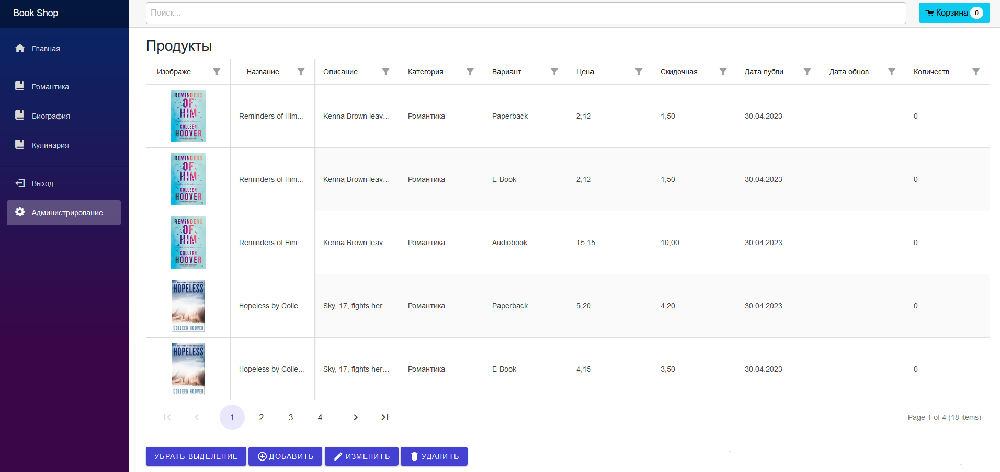 Book Shop
Поиск...
Корзина 0
Главная
Романтика
Биография
Кулинария
Выход
Администрирование
Продукты
Изображе... Название Описание Категория Вариант Цена Скидочная ... Дата публи... Дата обнов... Количеств...
REMINDERS
OF
HIM
COLLEEN
HOOVER
Reminders of Him... Kenna Brown leav... Романтика Paperback 2,12 1,50 30.04.2023 0
REMINDERS
OF
HIM
COLLEEN
HOOVER
Reminders of Him... Kenna Brown leav... Романтика E-Book 2,12 1,50 30.04.2023 0
REMINDERS
OF
HIM
COLLEEN
HOOVER
Reminders of Him... Kenna Brown leav... Романтика Audiobook 15,15 10,00 30.04.2023 0
HOPELESS
COLLEEN HOOVER
Hopeless by Colle... Sky, 17, fights her... Романтика Paperback 5,20 4,20 30.04.2023 0
HOPELESS
COLLEEN HOOVER
Hopeless by Colle... Sky, 17, fights her... Романтика E-Book 4,15 3,50 30.04.2023 0
1 2 3 4 Page 1 of 4 (18 items)
УБРАТЬ ВЫДЕЛЕНИЕ ДОБАВИТЬ ИЗМЕНИТЬ УДАЛИТЬ